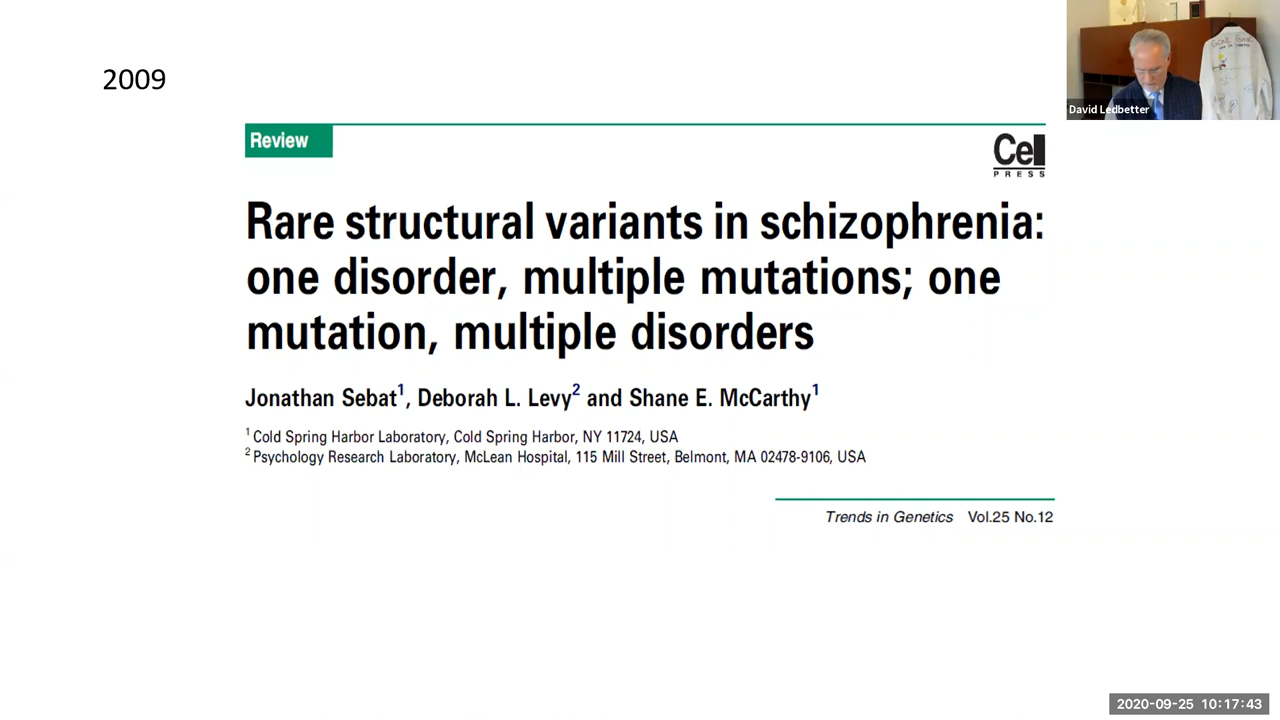 2009
Review
Cell
PRESS
Rare structural variants in schizophrenia:
one disorder, multiple mutations; one
mutation, multiple disorders
Jonathan Sebat1, Deborah L. Levy2 and Shane E. McCarthy1
1 Cold Spring Harbor Laboratory, Cold Spring Harbor, NY 11724, USA
2 Psychology Research Laboratory, McLean Hospital, 115 Mill Street, Belmont, MA 02478-9106, USA
Trends in Genetics Vol.25 No.12
David Ledbetter
2020-09-25 10:17:43